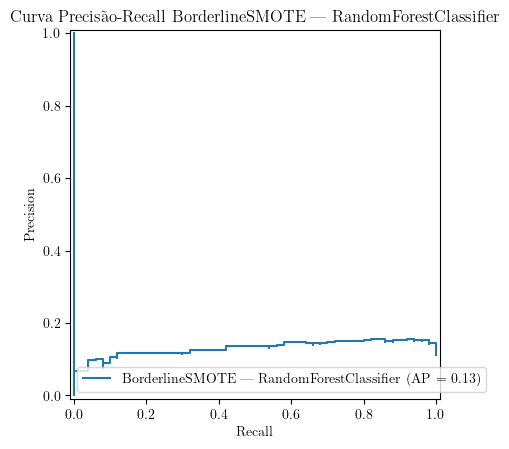 Curva Precisão-Recall BorderlineSMOTE — RandomForestClassifier
1.0
0.8
0.6
0.4
0.2
0.0
Precision
BorderlineSMOTE — RandomForestClassifier (AP = 0.13)
0.0 0.2 0.4 0.6 0.8 1.0
Recall